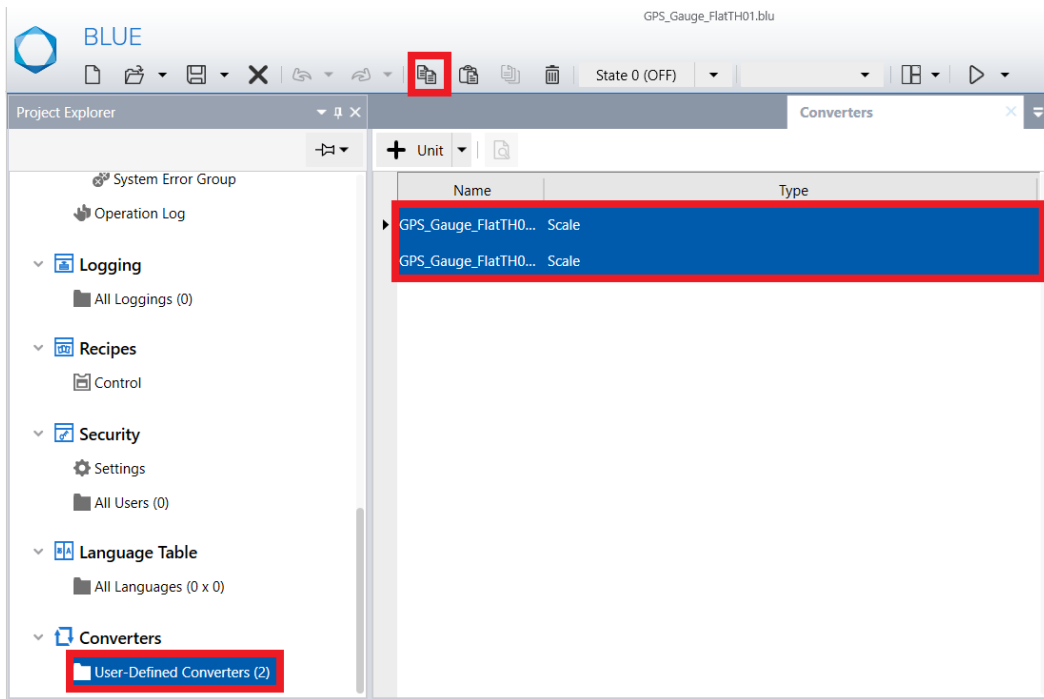 GPS_Gauge_FlatTH01.blu
BLUE
State 0 (OFF)
Project Explorer
Converters
Unit
Name Type
GPS_Gauge_FlatTH0... Scale
GPS_Gauge_FlatTH0... Scale
System Error Group
Operation Log
Logging
All Loggings (0)
Recipes
Control
Security
Settings
All Users (0)
Language Table
All Languages (0 x 0)
Converters
User-Defined Converters (2)